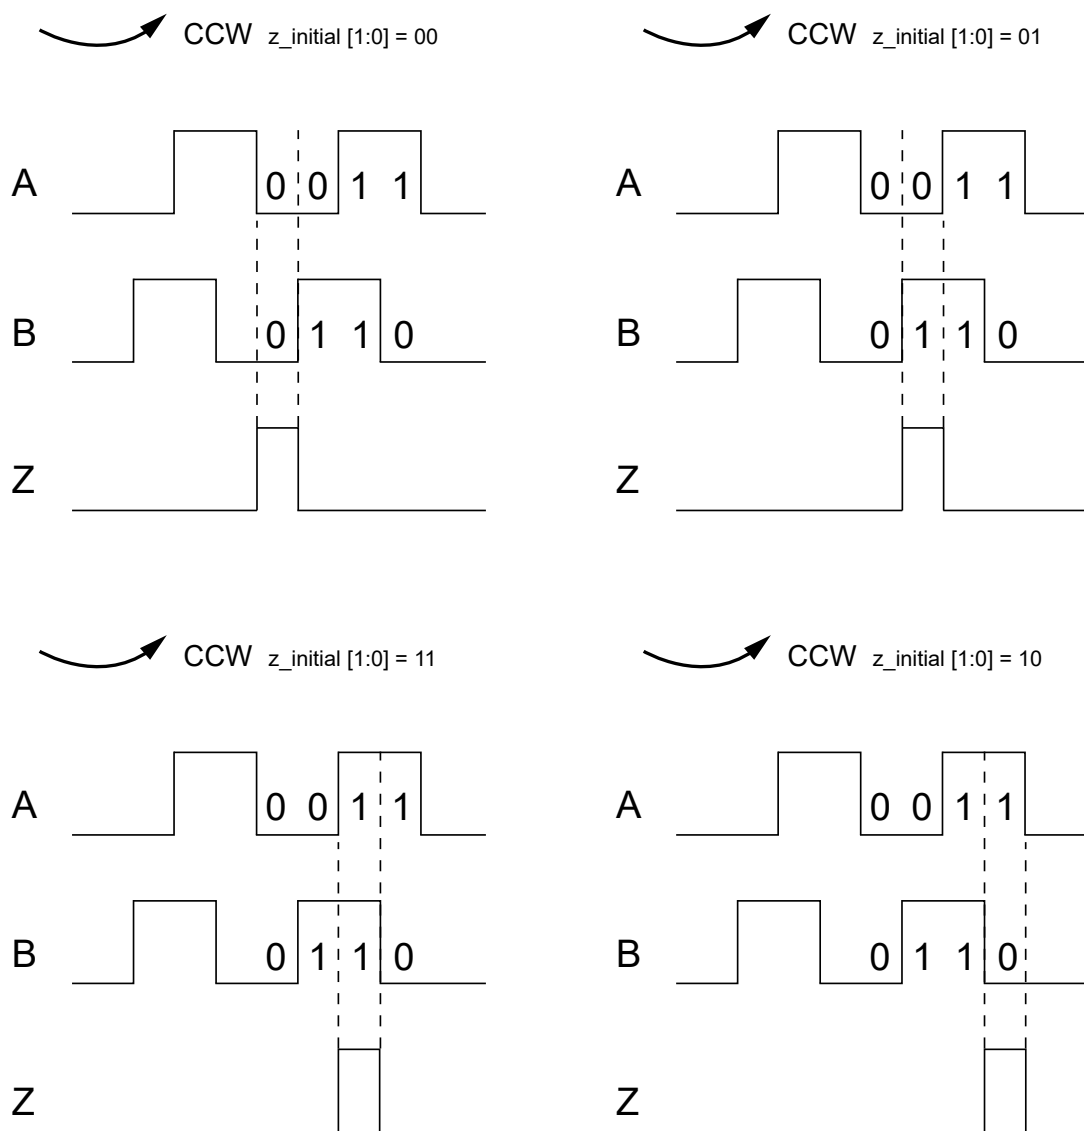 CCW z_initial [1:0] = 00
A 0 0 1 1
B 0 1 1 0
Z
CCW z_initial [1:0] = 01
A 0 0 1 1
B 0 1 1 0
Z
CCW z_initial [1:0] = 11
A 0 0 1 1
B 0 1 1 0
Z
CCW z_initial [1:0] = 10
A 0 0 1 1
B 0 1 1 0
Z